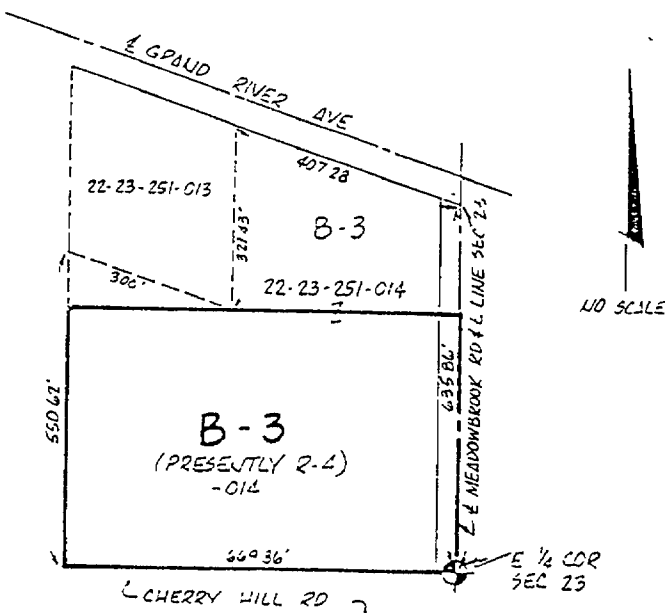 ℄ GRAND RIVER AVE
407 28
22-23-251-013
321 43'
B-3
300'
22-23-251-014
NO SCALE
550 62'
635 86'
℄ MEADOWBROOK RD & E LINE SEC 23
B-3
(PRESENTLY R-4)
-014
669 36'
E 1/4 COR
SEC 23
CHERRY HILL RD